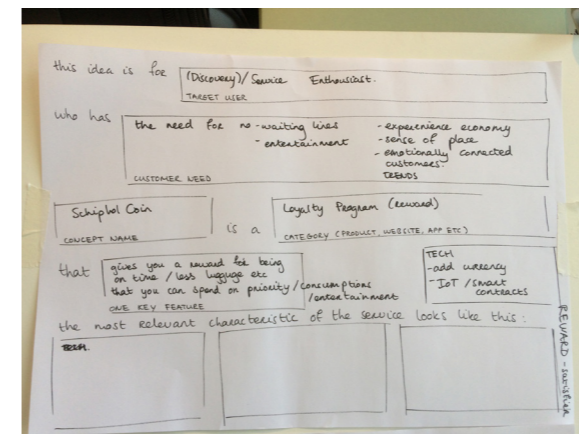 this idea is for
(Discovery)/Service Enthousiast.
TARGET USER
who has
the need for no - waiting lines
- entertainment
CUSTOMER NEED
- experenience economy
- sense of place
- emotionally connected
customers.
TRENDS
Schiphol Coin
CONCEPT NAME
is a
Loyalty Program (reward)
CATEGORY (PRODUCT, WEBSITE, APP ETC)
that
gives you a reward for being
on time / less luggage etc
that you can spend on priority / consumptions
/ entertainment
ONE KEY FEATURE
TECH
- add currency
- IoT / smart
contracts
the most relevant characteristic of the service looks like this:
REWARD - satisfier